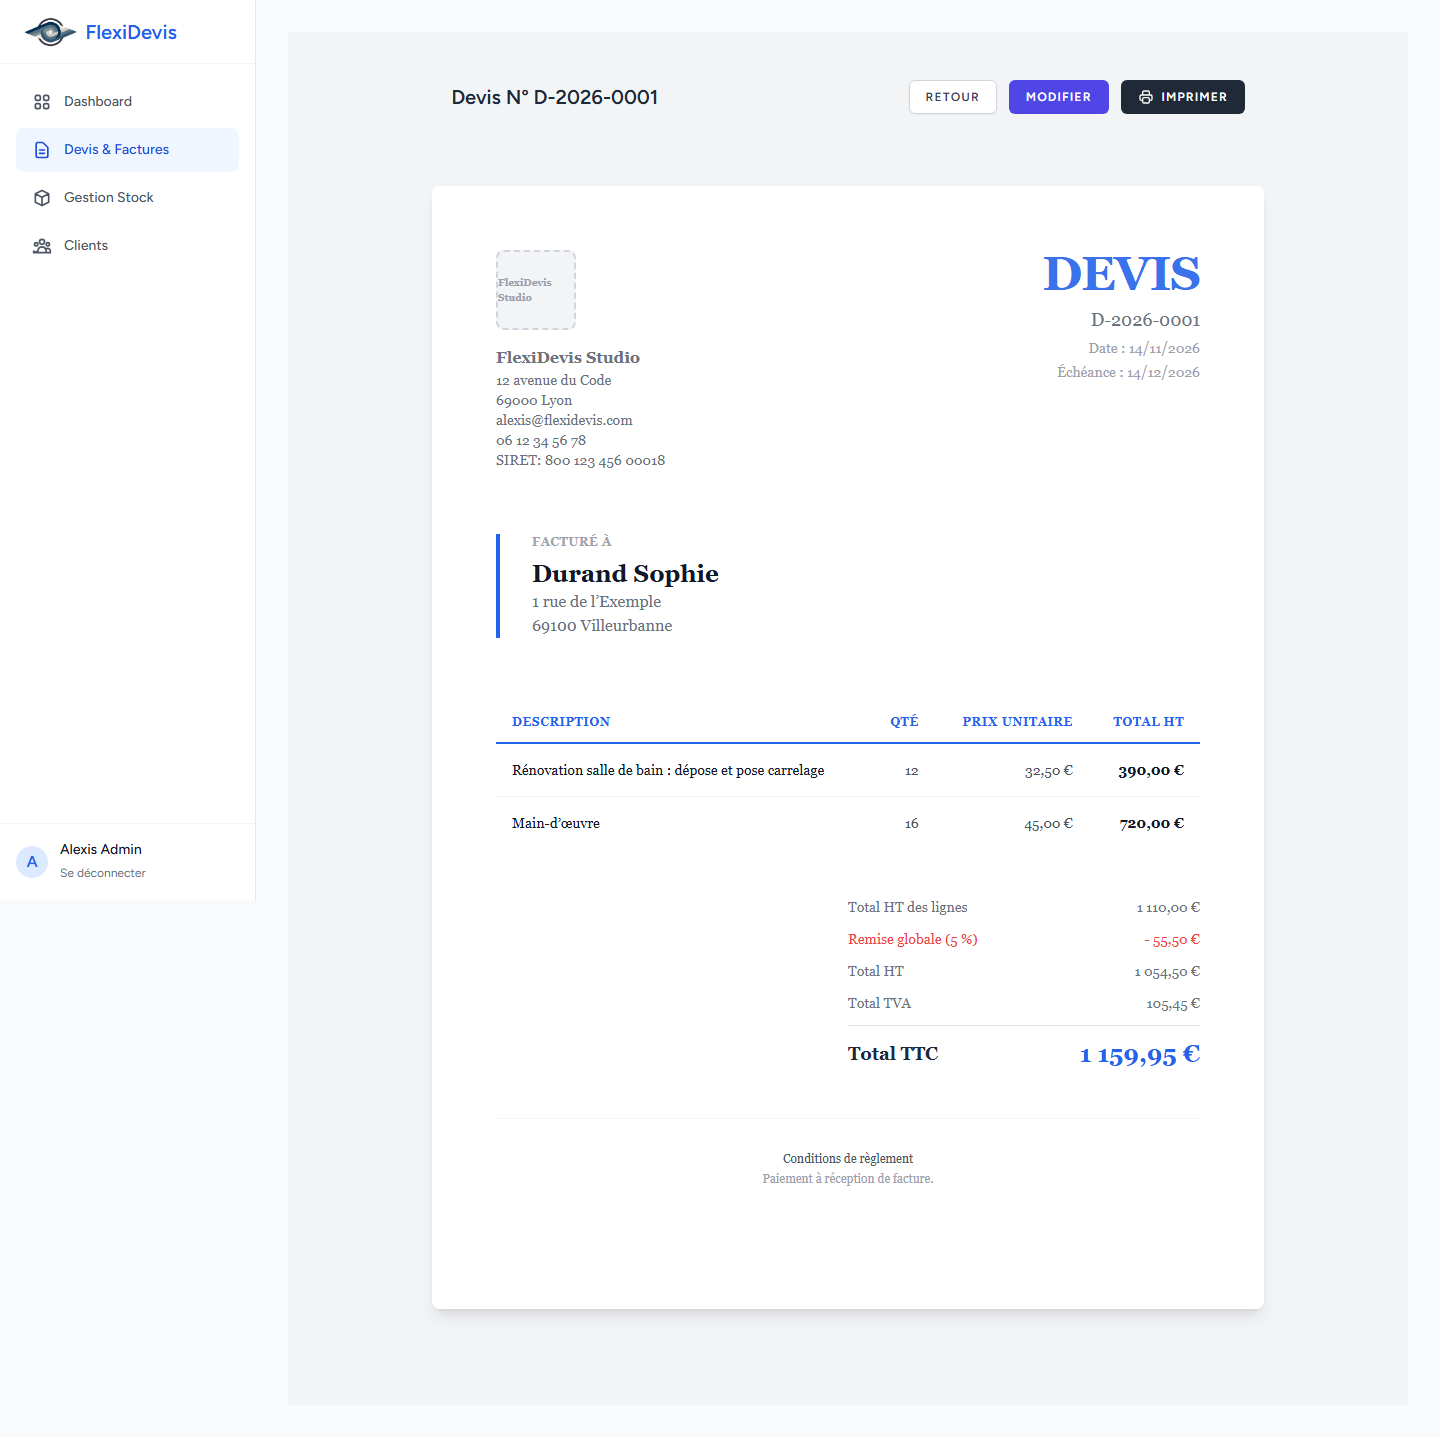 FlexiDevis
Dashboard
Devis & Factures
Gestion Stock
Clients
Alexis Admin
A
Se déconnecter
Devis N° D-2026-0001
RETOUR
MODIFIER
IMPRIMER
FlexiDevis
Studio
FlexiDevis Studio
12 avenue du Code
69000 Lyon
alexis@flexidevis.com
06 12 34 56 78
SIRET: 800 123 456 00018
DEVIS
D-2026-0001
Date : 14/11/2026
Échéance : 14/12/2026
FACTURÉ À
Durand Sophie
1 rue de l’Exemple
69100 Villeurbanne
DESCRIPTION QTÉ PRIX UNITAIRE TOTAL HT
Rénovation salle de bain : dépose et pose carrelage 12 32,50 € 390,00 €
Main-d’œuvre 16 45,00 € 720,00 €
Total HT des lignes 1 110,00 €
Remise globale (5 %) - 55,50 €
Total HT 1 054,50 €
Total TVA 105,45 €
Total TTC 1 159,95 €
Conditions de règlement
Paiement à réception de facture.